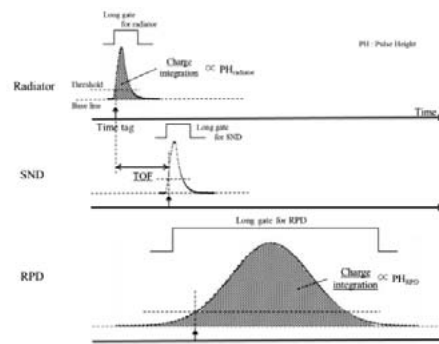 Long gate
for radiator
PH : Pulse Height
Charge
integration
∝ PHradiator
Radiator
Threshold
Base line
Time
Time tag
Long gate
for SND
SND
TOF
Long gate for RPD
RPD
Charge
integration
∝ PHRPD